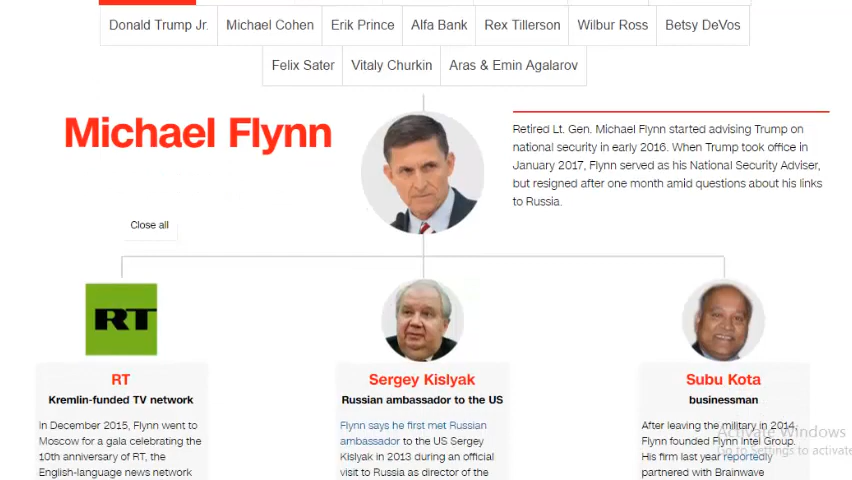 Donald Trump Jr. Michael Cohen Erik Prince Alfa Bank Rex Tillerson Wilbur Ross Betsy DeVos
Felix Sater Vitaly Churkin Aras & Emin Agalarov
Michael Flynn
Retired Lt. Gen. Michael Flynn started advising Trump on
national security in early 2016. When Trump took office in
January 2017, Flynn served as his National Security Adviser,
but resigned after one month amid questions about his links
to Russia.
Close all
RT
RT
Kremlin-funded TV network
In December 2015, Flynn went to
Moscow for a gala celebrating the
10th anniversary of RT, the
English-language news network
Sergey Kislyak
Russian ambassador to the US
Flynn says he first met Russian
ambassador to the US Sergey
Kislyak in 2013 during an official
visit to Russia as director of the
Subu Kota
businessman
After leaving the military in 2014,
Flynn founded Flynn Intel Group.
His firm last year reportedly
partnered with Brainwave
Activate Windows
Go to Settings to activate